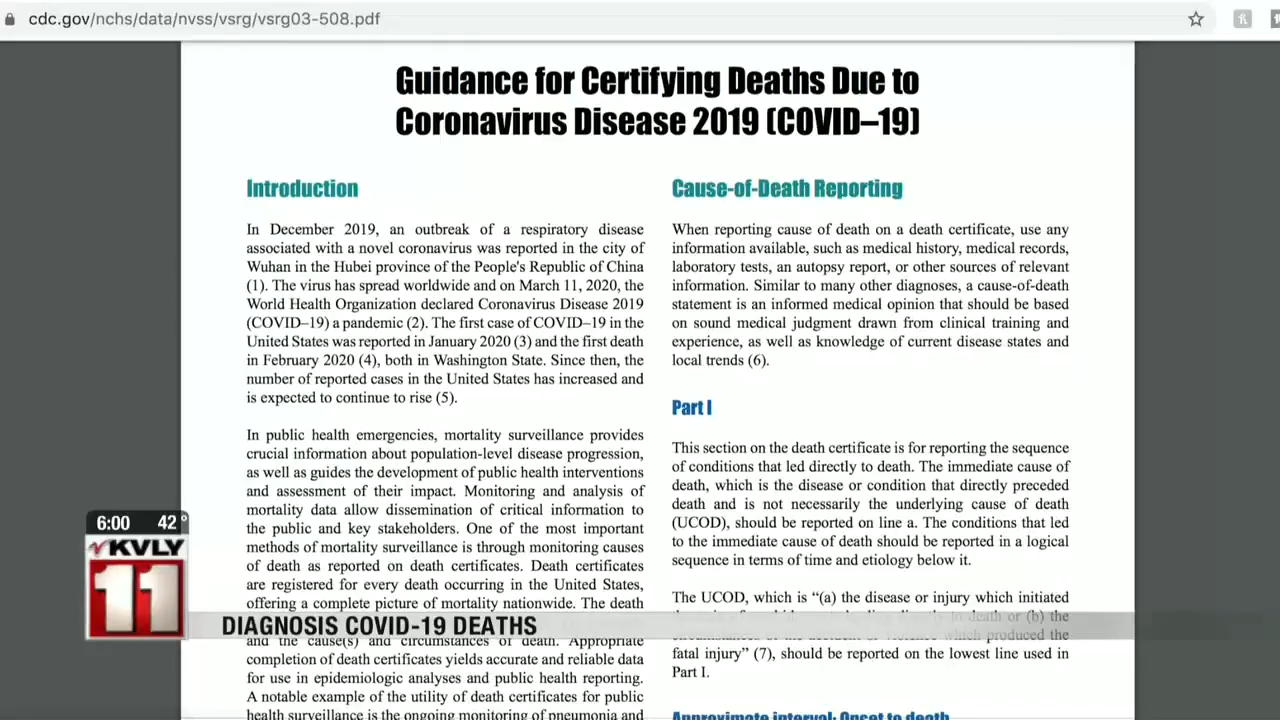 cdc.gov/nchs/data/nvss/vsrg/vsrg03-508.pdf
Guidance for Certifying Deaths Due to
Coronavirus Disease 2019 (COVID–19)
Introduction
In December 2019, an outbreak of a respiratory disease
associated with a novel coronavirus was reported in the city of
Wuhan in the Hubei province of the People's Republic of China
(1). The virus has spread worldwide and on March 11, 2020, the
World Health Organization declared Coronavirus Disease 2019
(COVID–19) a pandemic (2). The first case of COVID–19 in the
United States was reported in January 2020 (3) and the first death
in February 2020 (4), both in Washington State. Since then, the
number of reported cases in the United States has increased and
is expected to continue to rise (5).
In public health emergencies, mortality surveillance provides
crucial information about population-level disease progression,
as well as guides the development of public health interventions
and assessment of their impact. Monitoring and analysis of
mortality data allow dissemination of critical information to
the public and key stakeholders. One of the most important
methods of mortality surveillance is through monitoring causes
of death as reported on death certificates. Death certificates
are registered for every death occurring in the United States,
offering a complete picture of mortality nationwide. The death
and the cause(s) and circumstances of death. Appropriate
completion of death certificates yields accurate and reliable data
for use in epidemiologic analyses and public health reporting.
A notable example of the utility of death certificates for public
health surveillance is the ongoing monitoring of pneumonia and
Cause-of-Death Reporting
When reporting cause of death on a death certificate, use any
information available, such as medical history, medical records,
laboratory tests, an autopsy report, or other sources of relevant
information. Similar to many other diagnoses, a cause-of-death
statement is an informed medical opinion that should be based
on sound medical judgment drawn from clinical training and
experience, as well as knowledge of current disease states and
local trends (6).
Part I
This section on the death certificate is for reporting the sequence
of conditions that led directly to death. The immediate cause of
death, which is the disease or condition that directly preceded
death and is not necessarily the underlying cause of death
(UCOD), should be reported on line a. The conditions that led
to the immediate cause of death should be reported in a logical
sequence in terms of time and etiology below it.
The UCOD, which is “(a) the disease or injury which initiated
death or (b) the
which produced the
fatal injury” (7), should be reported on the lowest line used in
Part I.
Approximate interval: Onset to death
6:00 42°
KVLY
11
DIAGNOSIS COVID-19 DEATHS